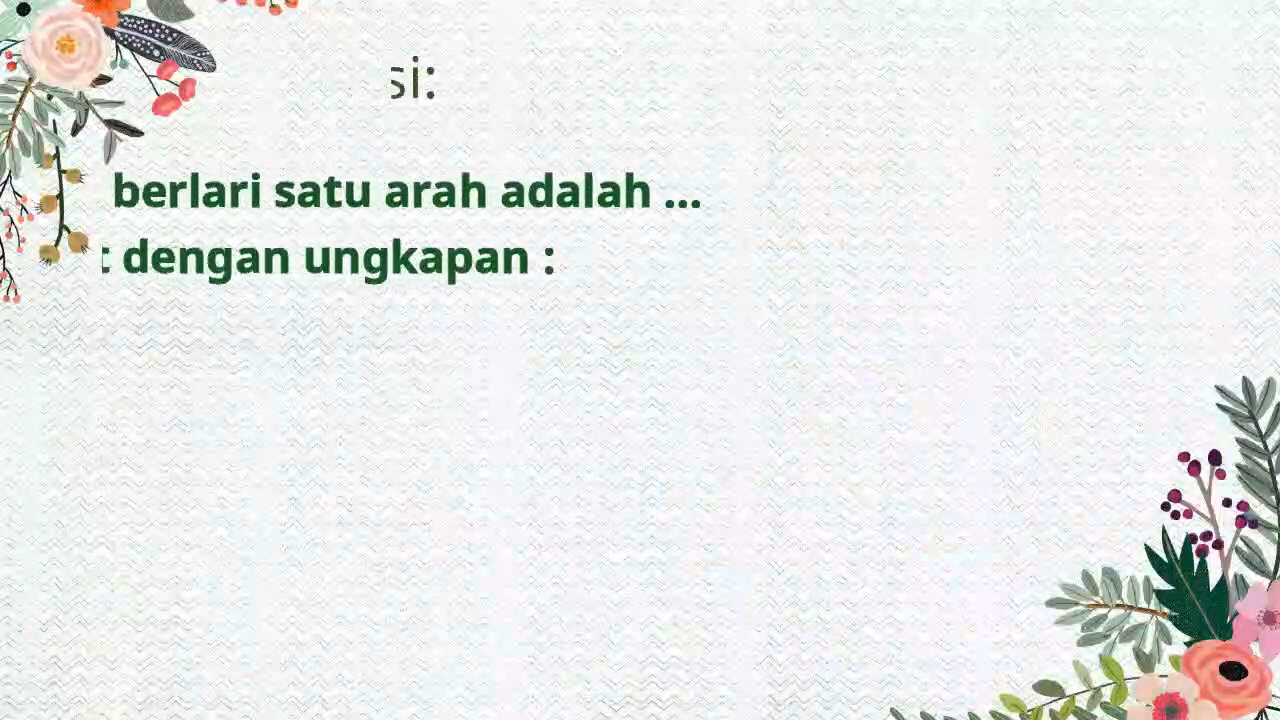 si:
berlari satu arah adalah ...
: dengan ungkapan :